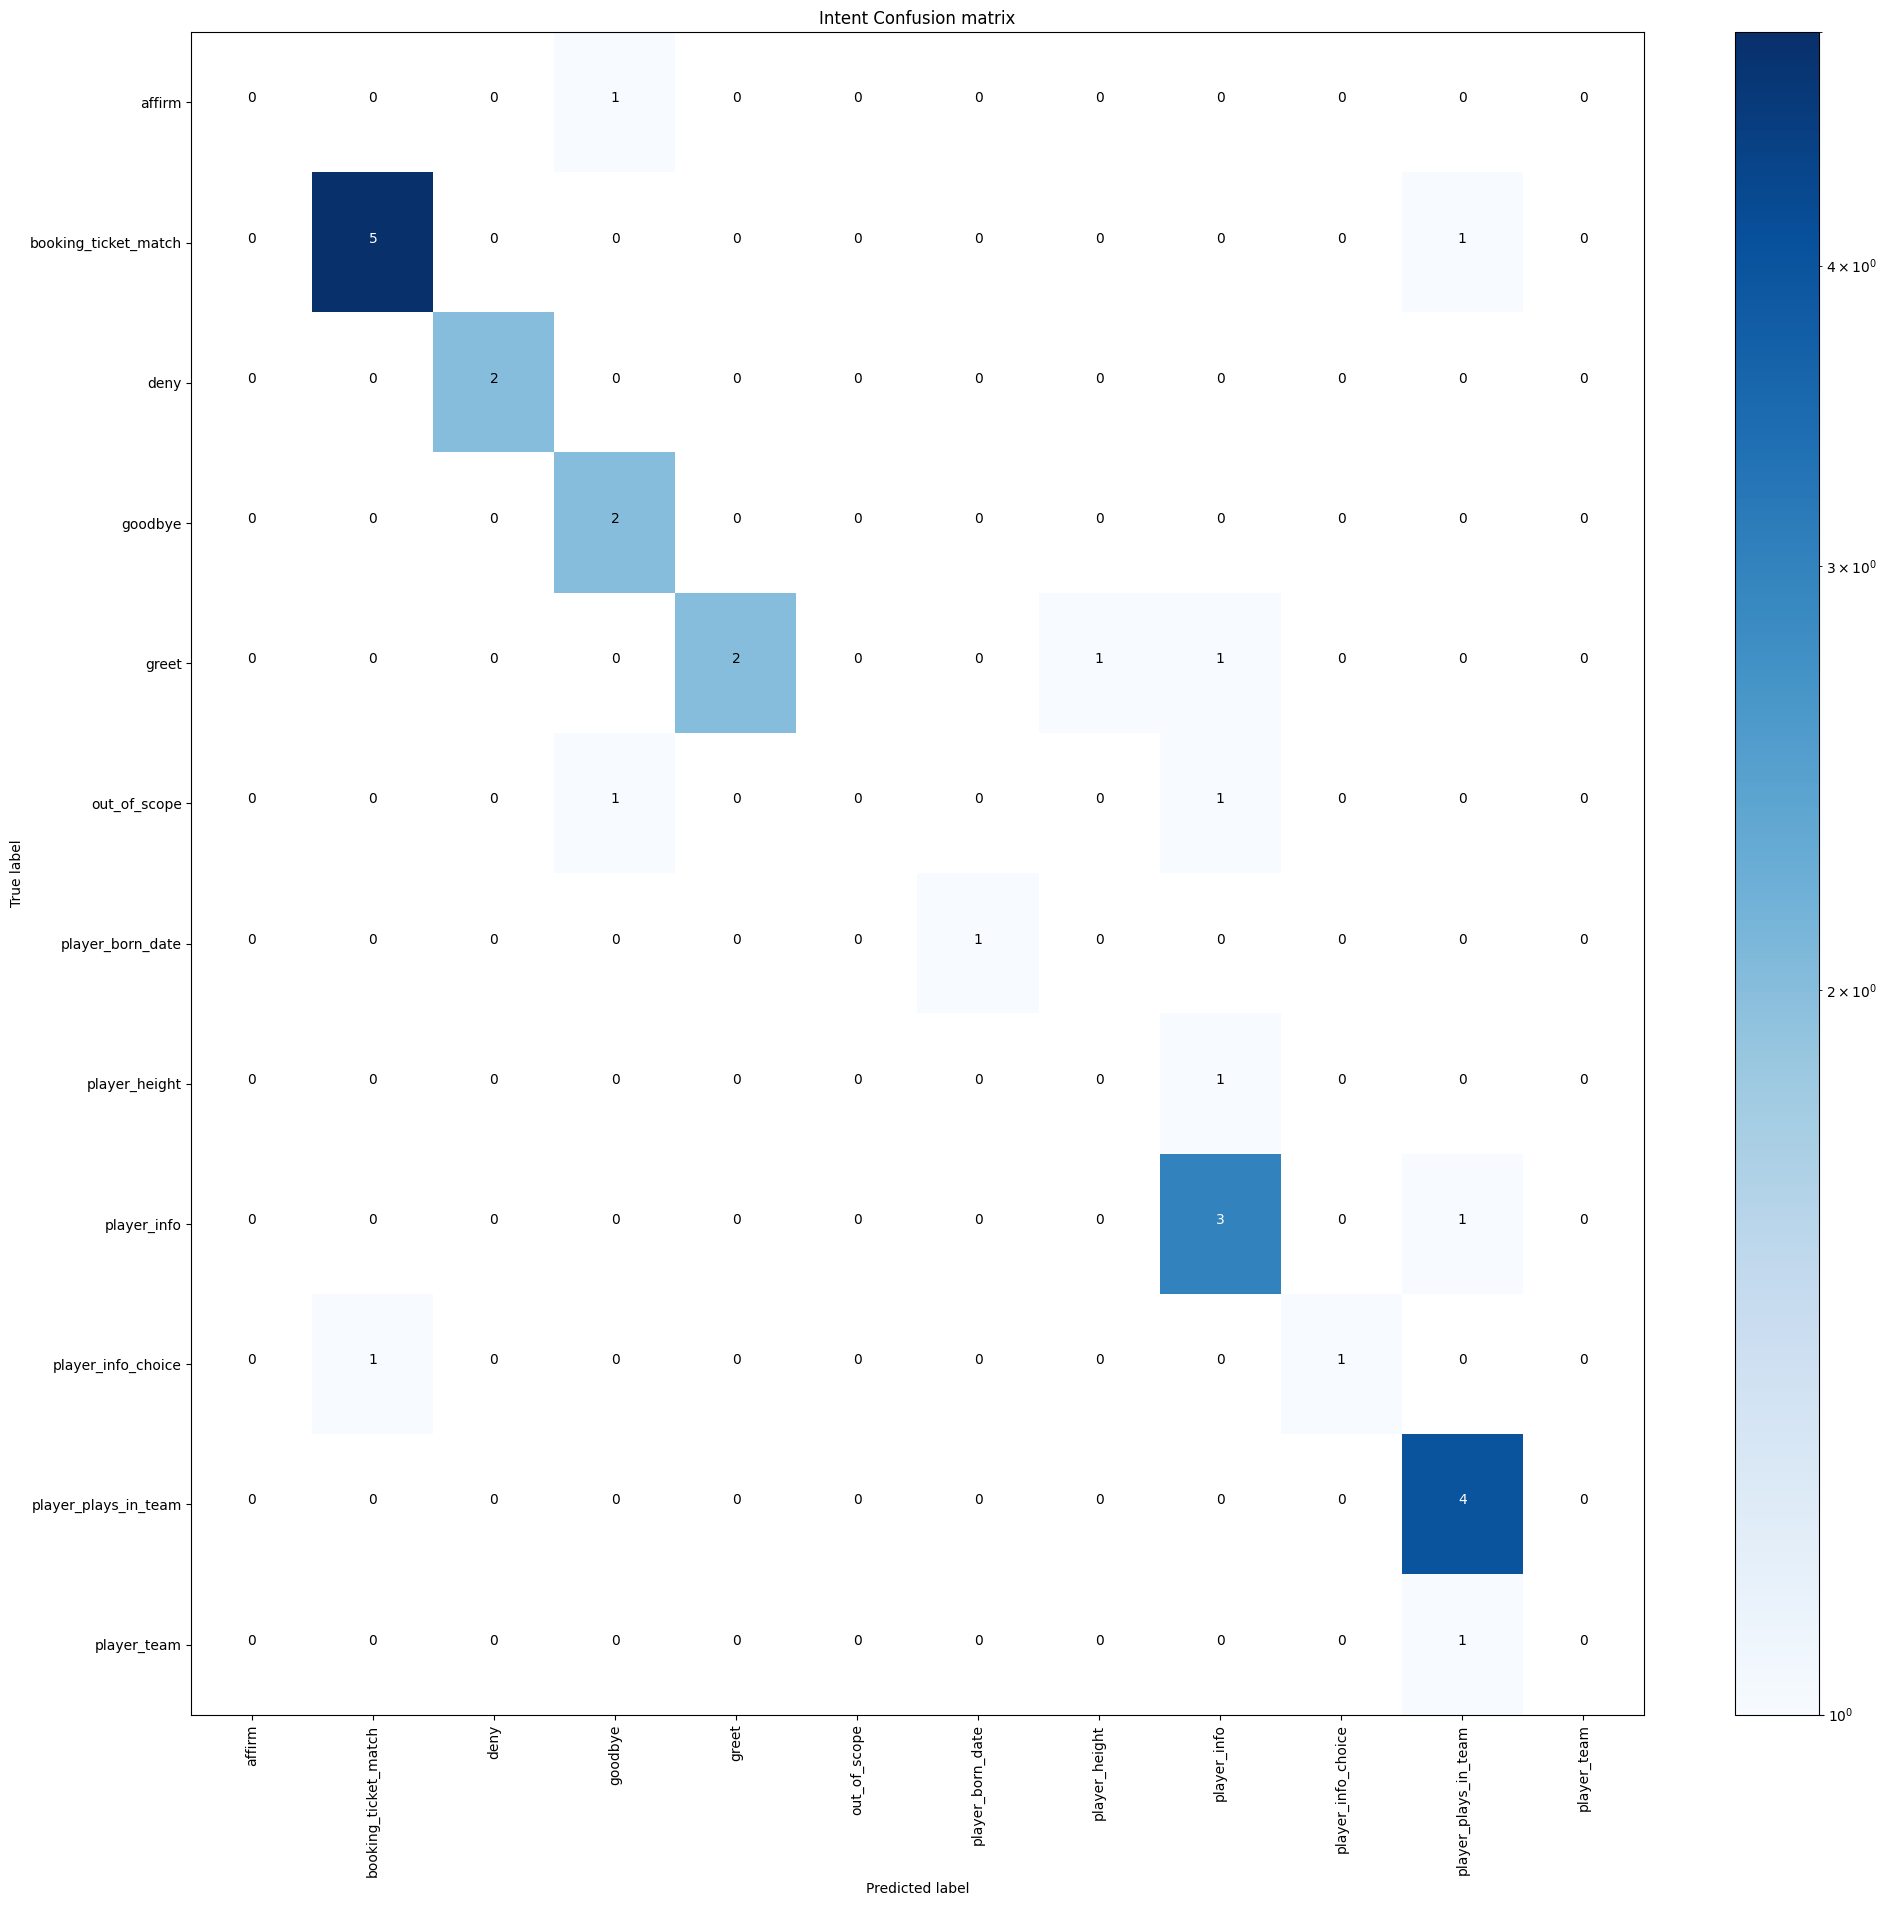 Intent Confusion matrix
affirm 0 0 0 1 0 0 0 0 0 0 0 0
booking_ticket_match 0 5 0 0 0 0 0 0 0 0 1 0
deny 0 0 2 0 0 0 0 0 0 0 0 0
goodbye 0 0 0 2 0 0 0 0 0 0 0 0
greet 0 0 0 0 2 0 0 1 1 0 0 0
out_of_scope 0 0 0 1 0 0 0 0 1 0 0 0
player_born_date 0 0 0 0 0 0 1 0 0 0 0 0
player_height 0 0 0 0 0 0 0 0 1 0 0 0
player_info 0 0 0 0 0 0 0 0 3 0 1 0
player_info_choice 0 1 0 0 0 0 0 0 0 1 0 0
player_plays_in_team 0 0 0 0 0 0 0 0 0 0 4 0
player_team 0 0 0 0 0 0 0 0 0 0 1 0
True label
affirm
booking_ticket_match
deny
goodbye
greet
out_of_scope
player_born_date
player_height
player_info
player_info_choice
player_plays_in_team
player_team
Predicted label
4 × 10⁰
3 × 10⁰
2 × 10⁰
10⁰